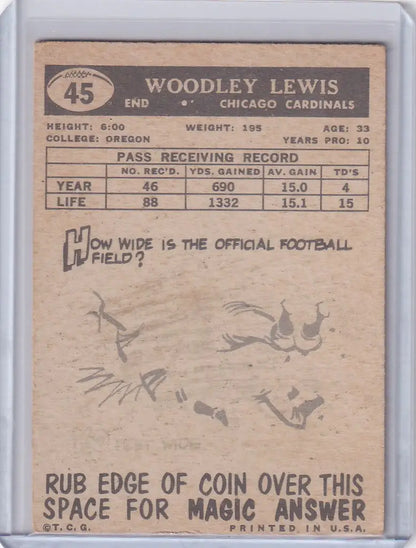 45
WOODLEY LEWIS
END • CHICAGO CARDINALS
HEIGHT: 6:00 WEIGHT: 195 AGE: 33
COLLEGE: OREGON YEARS PRO: 10
PASS RECEIVING RECORD
NO. REC'D. YDS. GAINED AV. GAIN TD'S
YEAR 46 690 15.0 4
LIFE 88 1332 15.1 15
HOW WIDE IS THE OFFICIAL FOOTBALL
FIELD?
WIDE
RUB EDGE OF COIN OVER THIS
SPACE FOR MAGIC ANSWER
©T.C.G. PRINTED IN U.S.A.